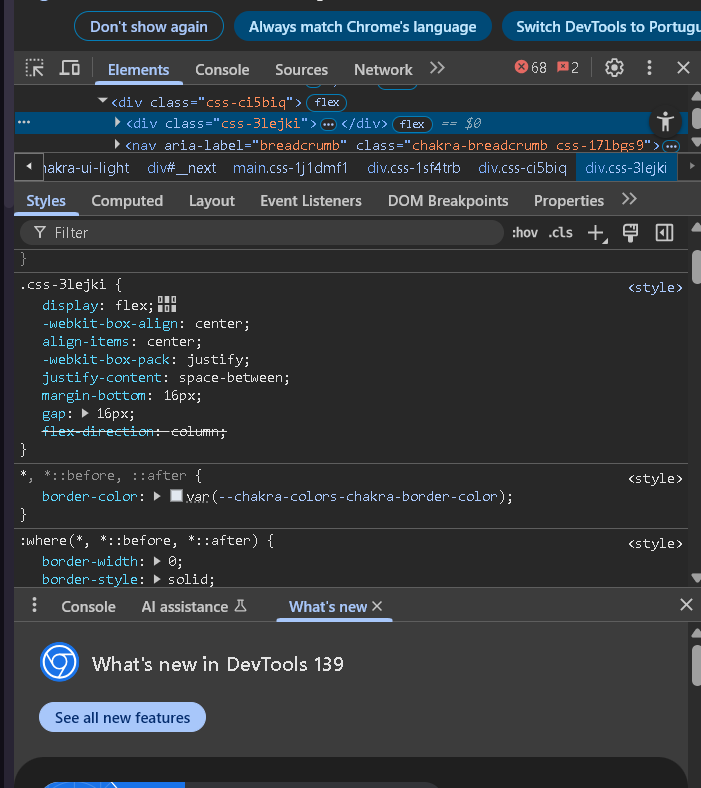 Don't show again Always match Chrome's language Switch DevTools to Portugu
Elements Console Sources Network 68 2
<div class="css-ci5biq"> flex
<div class="css-3lejki"> </div> flex == $0
<nav aria-label="breadcrumb" class="chakra-breadcrumb css-17lbgs9">
hakra-ui-light div#__next main.css-1j1dmf1 div.css-1sf4trb div.css-ci5biq div.css-3lejki
Styles Computed Layout Event Listeners DOM Breakpoints Properties
Filter :hov .cls
}
.css-3lejki { <style>
display: flex;
-webkit-box-align: center;
align-items: center;
-webkit-box-pack: justify;
justify-content: space-between;
margin-bottom: 16px;
gap: 16px;
flex-direction: column;
}
*, *::before, ::after { <style>
border-color: var(--chakra-colors-chakra-border-color);
}
:where(*, *::before, *::after) { <style>
border-width: 0;
border-style: solid;
Console AI assistance What's new
What's new in DevTools 139
See all new features